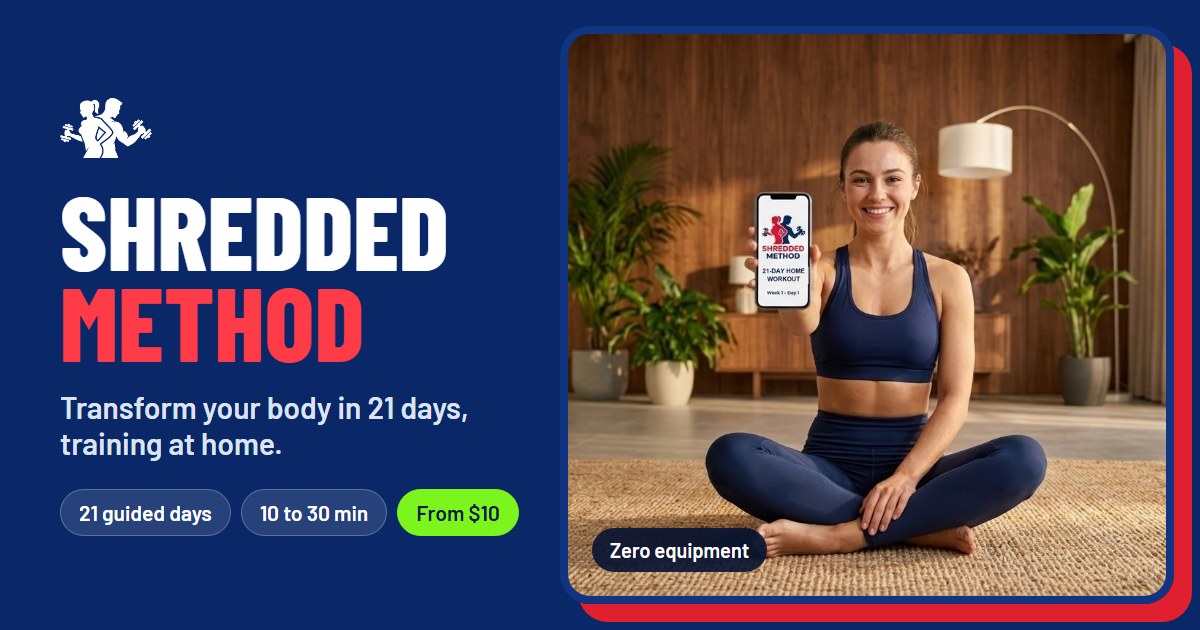 SHREDDED
METHOD
Transform your body in 21 days,
training at home.
21 guided days
10 to 30 min
From $10
SHREDDED
METHOD
21-DAY HOME
WORKOUT
Week 1 - Day 1
Zero equipment